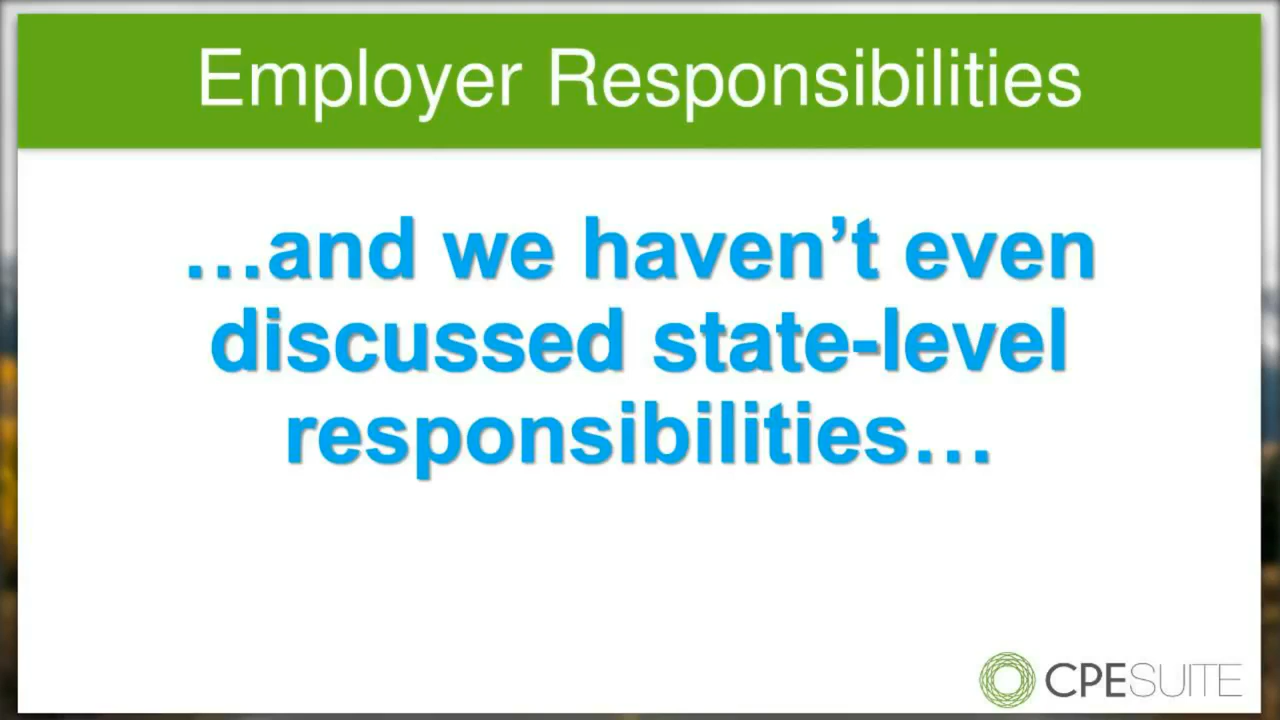 Employer Responsibilities
…and we haven’t even
discussed state-level
responsibilities…
CPESUITE